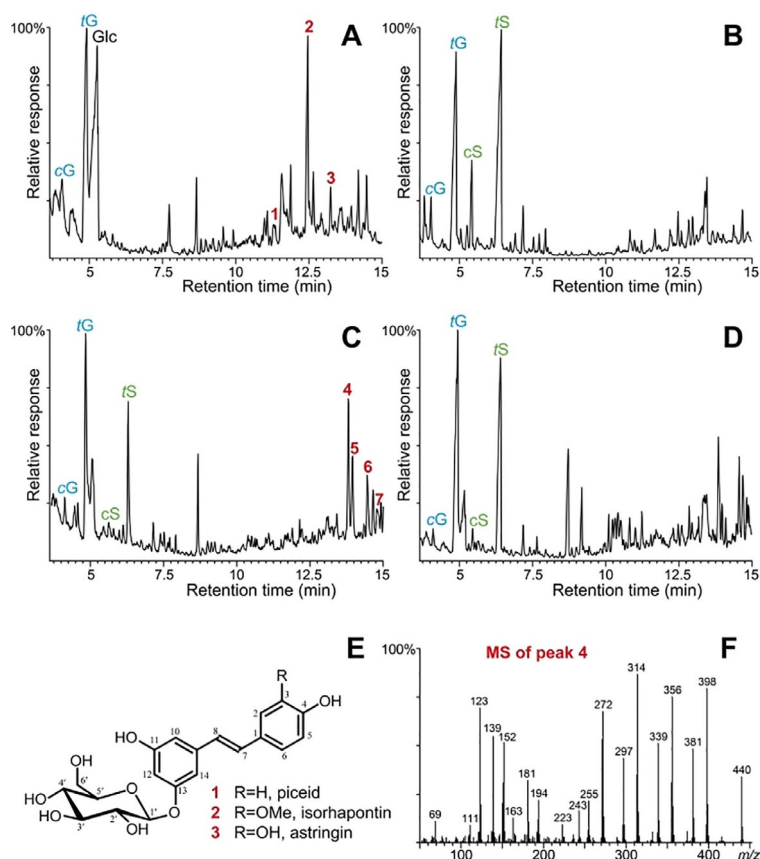 A
100%
tG
Glc
2
cG
1
3
Relative response
5
7.5
10
12.5
15
Retention time (min)
B
100%
tG
tS
cS
cG
Relative response
5
7.5
10
12.5
15
Retention time (min)
C
100%
tG
tS
cG
cS
4
5
6
7
Relative response
5
7.5
10
12.5
15
Retention time (min)
D
100%
tG
tS
cG
cS
Relative response
5
7.5
10
12.5
15
Retention time (min)
E
R
3
4
OH
2
5
1
6
8
7
11
10
HO
12
13
14
O
HO
6'
4'
5'
O
HO
HO
3'
2'
OH
1'
1 R=H, piceid
2 R=OMe, isorhapontin
3 R=OH, astringin
F
100%
MS of peak 4
69
111
123
139
152
163
181
194
223
243
255
272
297
314
339
356
381
398
440
100
200
300
400
m/z